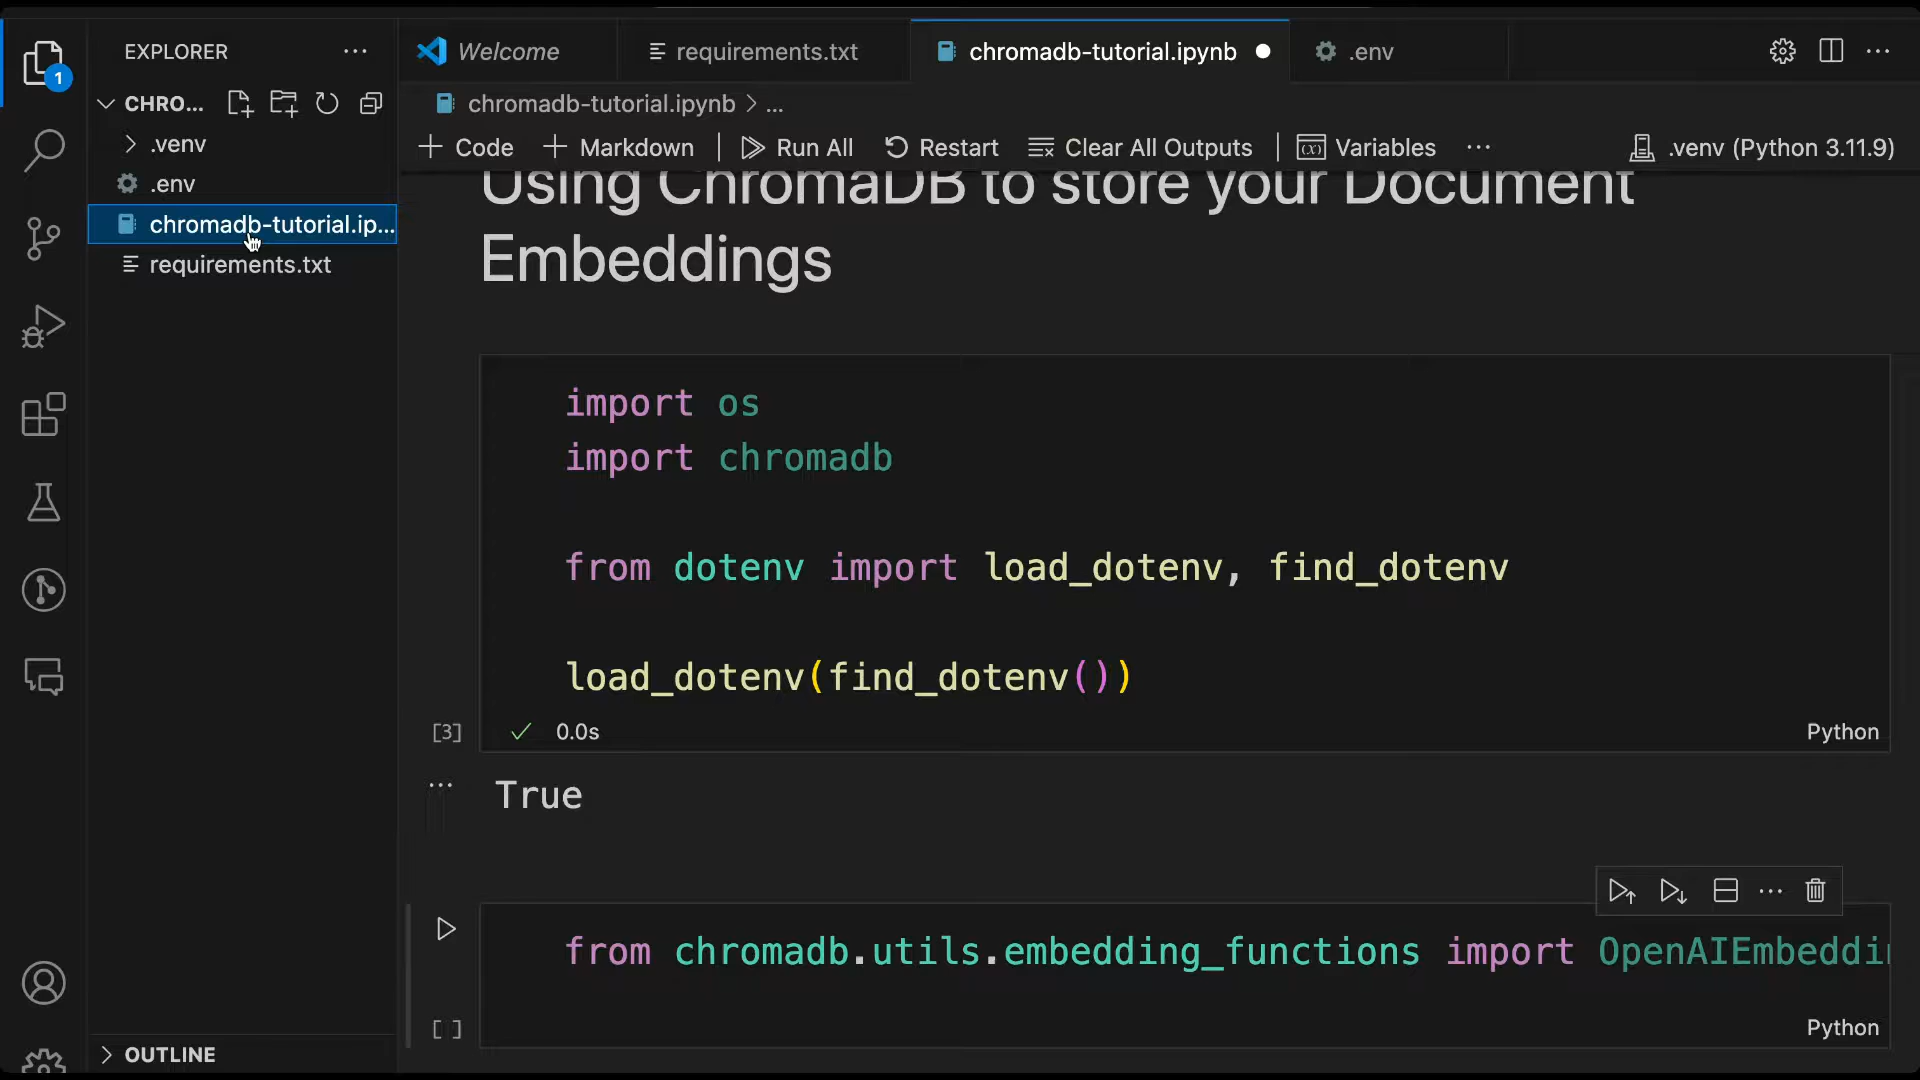 EXPLORER
Welcome
requirements.txt
chromadb-tutorial.ipynb
.env
1
CHRO...
chromadb-tutorial.ipynb > ...
.venv
Code
Markdown
Run All
Restart
Clear All Outputs
Variables
.venv (Python 3.11.9)
.env
chromadb-tutorial.ip...
requirements.txt
Using ChromaDB to store your Document
Embeddings
import os
import chromadb
from dotenv import load_dotenv, find_dotenv
load_dotenv(find_dotenv())
[3]
0.0s
Python
True
from chromadb.utils.embedding_functions import OpenAIEmbeddin
[ ]
Python
OUTLINE